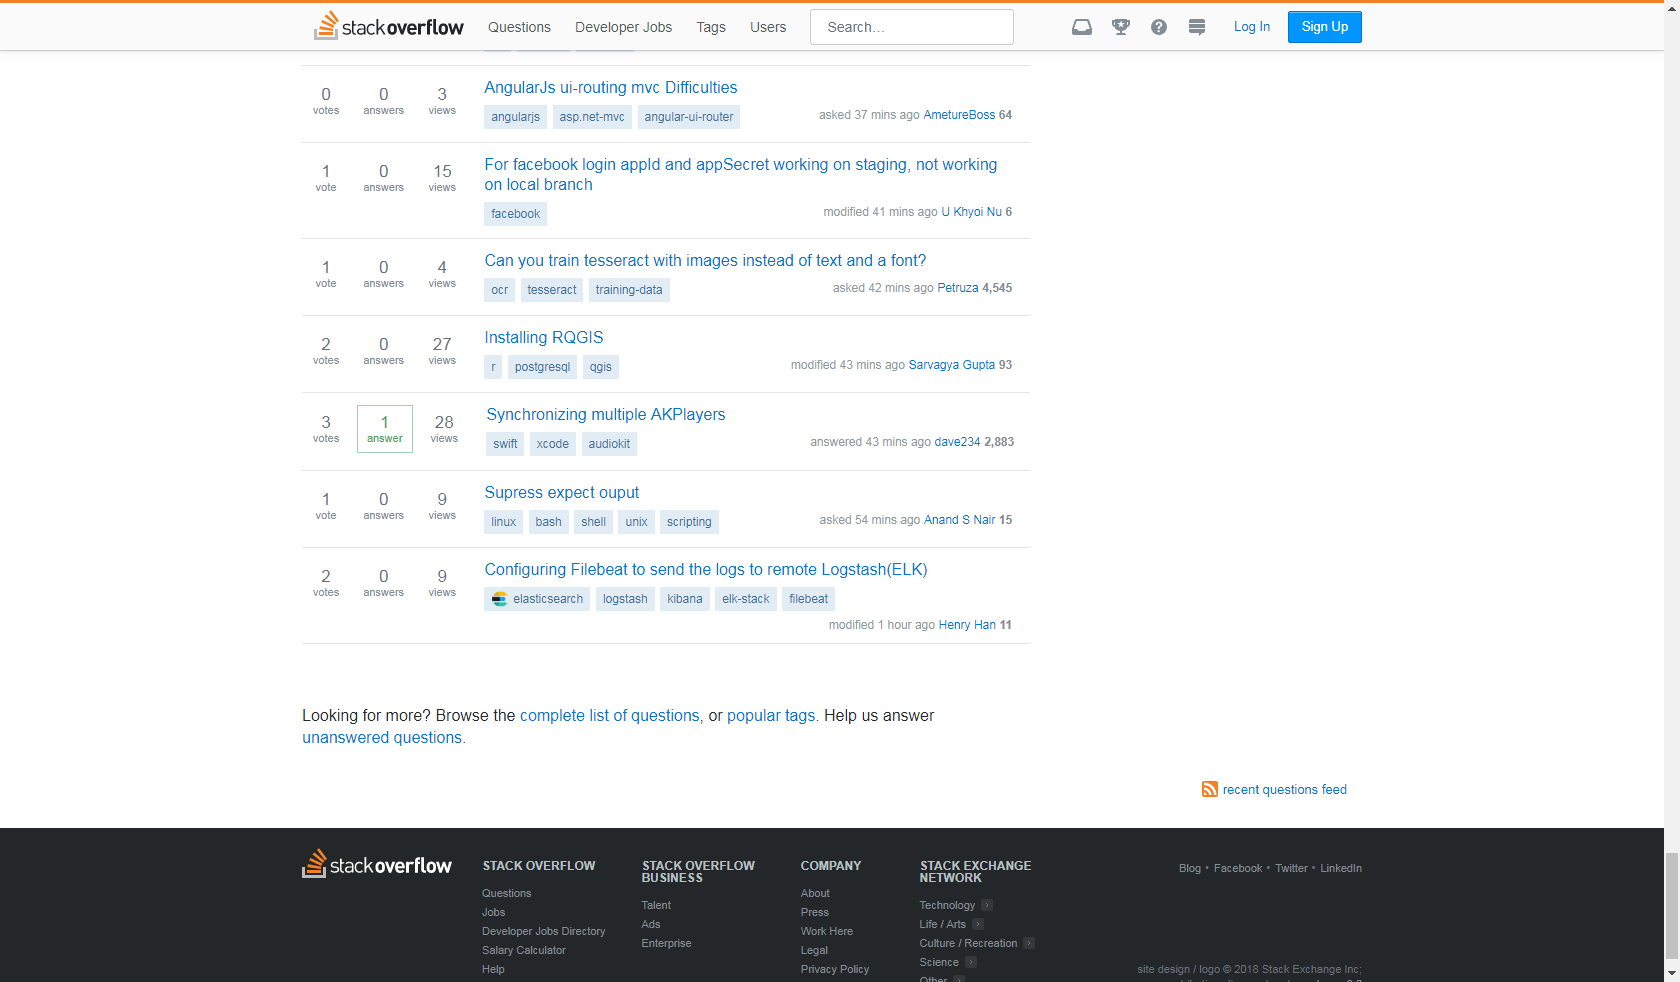 stackoverflow Questions Developer Jobs Tags Users Search... Log In Sign Up
AngularJs ui-routing mvc Difficulties
0 votes 0 answers 3 views
angularjs asp.net-mvc angular-ui-router
asked 37 mins ago AmetureBoss 64
For facebook login appId and appSecret working on staging, not working
on local branch
1 vote 0 answers 15 views
facebook
modified 41 mins ago U Khyoi Nu 6
Can you train tesseract with images instead of text and a font?
1 vote 0 answers 4 views
ocr tesseract training-data
asked 42 mins ago Petruza 4,545
Installing RQGIS
2 votes 0 answers 27 views
r postgresql qgis
modified 43 mins ago Sarvagya Gupta 93
Synchronizing multiple AKPlayers
3 votes 1 answer 28 views
swift xcode audiokit
answered 43 mins ago dave234 2,883
Supress expect ouput
1 vote 0 answers 9 views
linux bash shell unix scripting
asked 54 mins ago Anand S Nair 15
Configuring Filebeat to send the logs to remote Logstash(ELK)
2 votes 0 answers 9 views
elasticsearch logstash kibana elk-stack filebeat
modified 1 hour ago Henry Han 11
Looking for more? Browse the complete list of questions, or popular tags. Help us answer
unanswered questions.
recent questions feed
stackoverflow
STACK OVERFLOW
Questions
Jobs
Developer Jobs Directory
Salary Calculator
Help
STACK OVERFLOW
BUSINESS
Talent
Ads
Enterprise
COMPANY
About
Press
Work Here
Legal
Privacy Policy
STACK EXCHANGE
NETWORK
Technology
Life / Arts
Culture / Recreation
Science
Other
Blog • Facebook • Twitter • LinkedIn
site design / logo © 2018 Stack Exchange Inc;